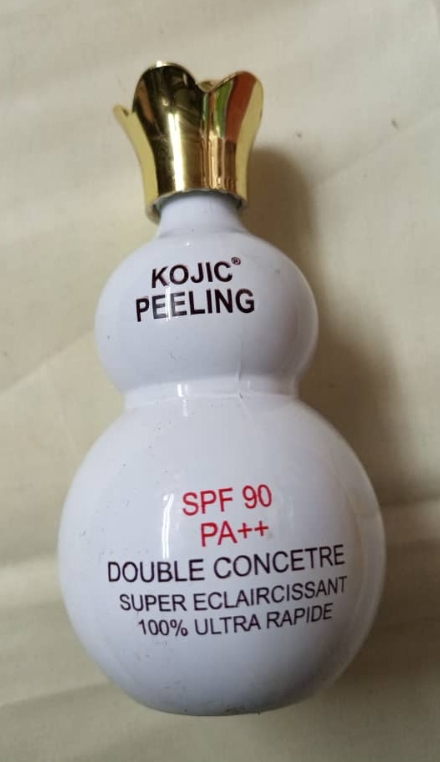 KOJIC®
PEELING
SPF 90
PA++
DOUBLE CONCETRE
SUPER ECLAIRCISSANT
100% ULTRA RAPIDE